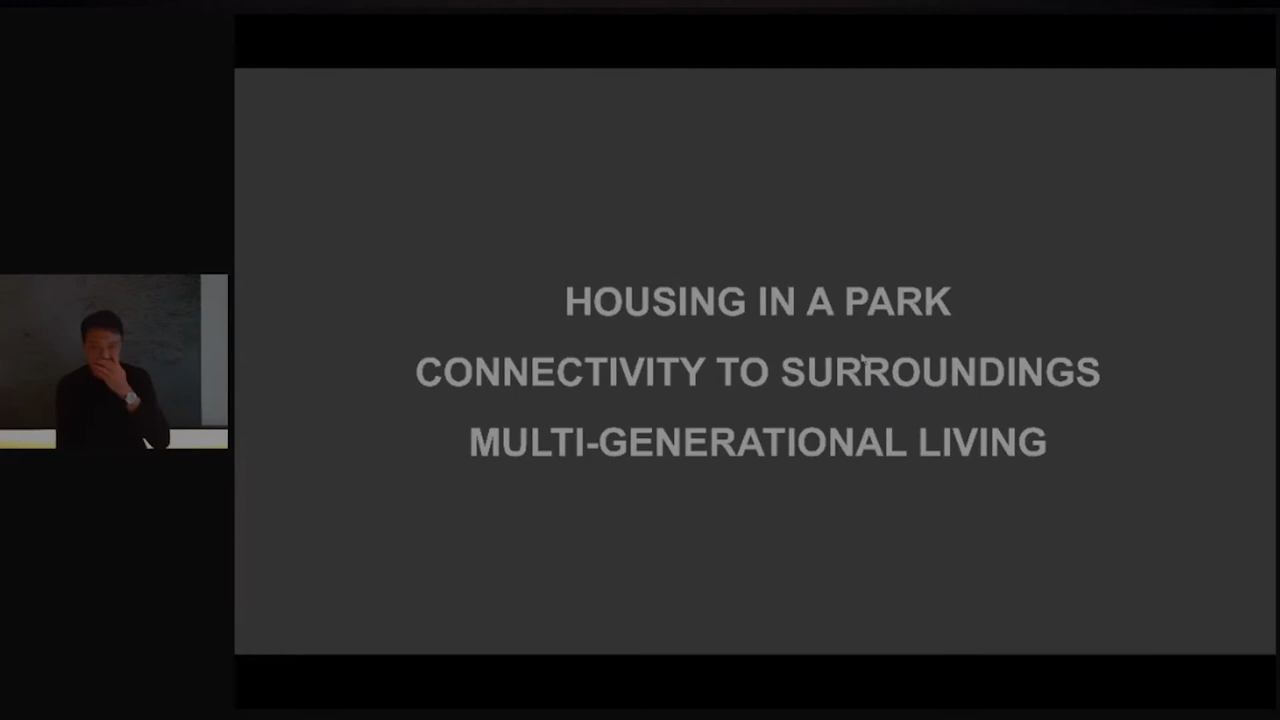 HOUSING IN A PARK
CONNECTIVITY TO SURROUNDINGS
MULTI-GENERATIONAL LIVING